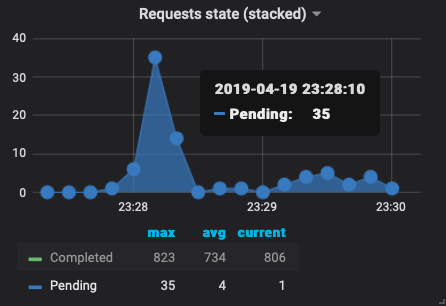 Requests state (stacked)
40
30
20
10
0
2019-04-19 23:28:10
Pending: 35
23:28 23:29 23:30
max avg current
Completed 823 734 806
Pending 35 4 1